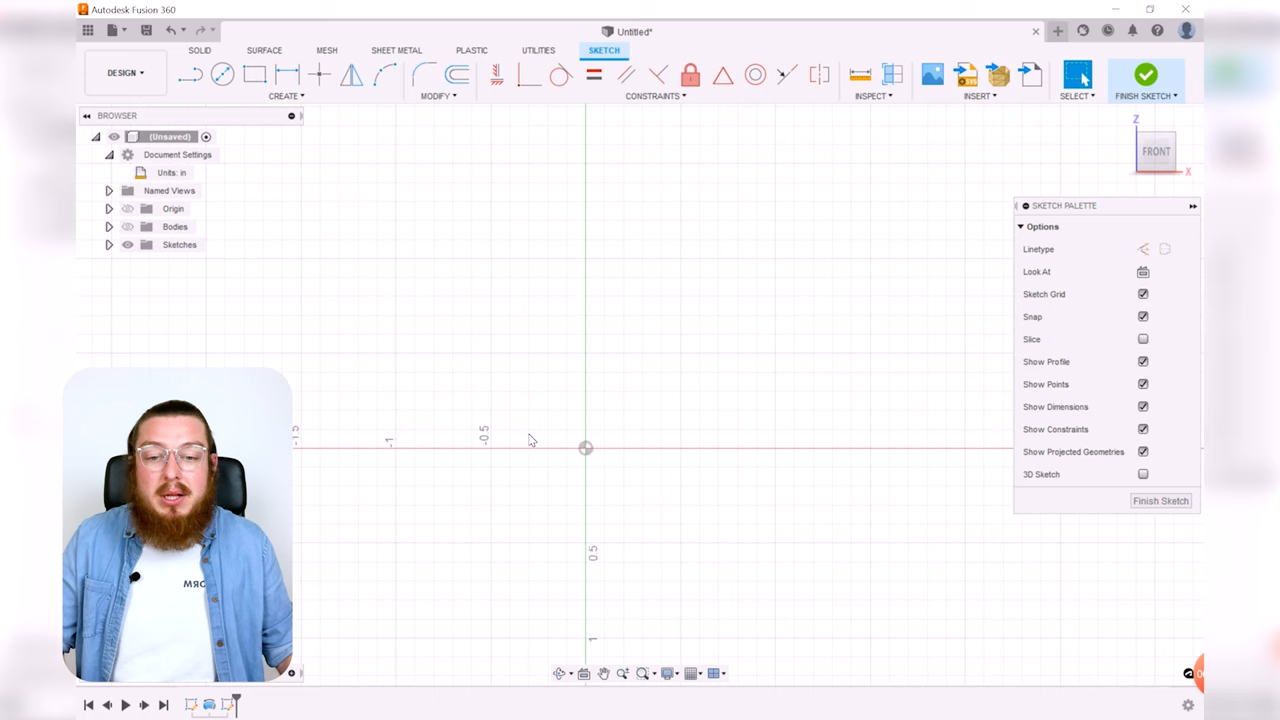 Autodesk Fusion 360
Untitled*
SOLID SURFACE MESH SHEET METAL PLASTIC UTILITIES SKETCH
DESIGN
CREATE MODIFY CONSTRAINTS INSPECT INSERT SELECT FINISH SKETCH
BROWSER
(Unsaved)
Document Settings
Units: in
Named Views
Origin
Bodies
Sketches
Z
FRONT
X
SKETCH PALETTE
Options
Linetype
Look At
Sketch Grid
Snap
Slice
Show Profile
Show Points
Show Dimensions
Show Constraints
Show Projected Geometries
3D Sketch
Finish Sketch
-1.5
-1
-0.5
0.5
1